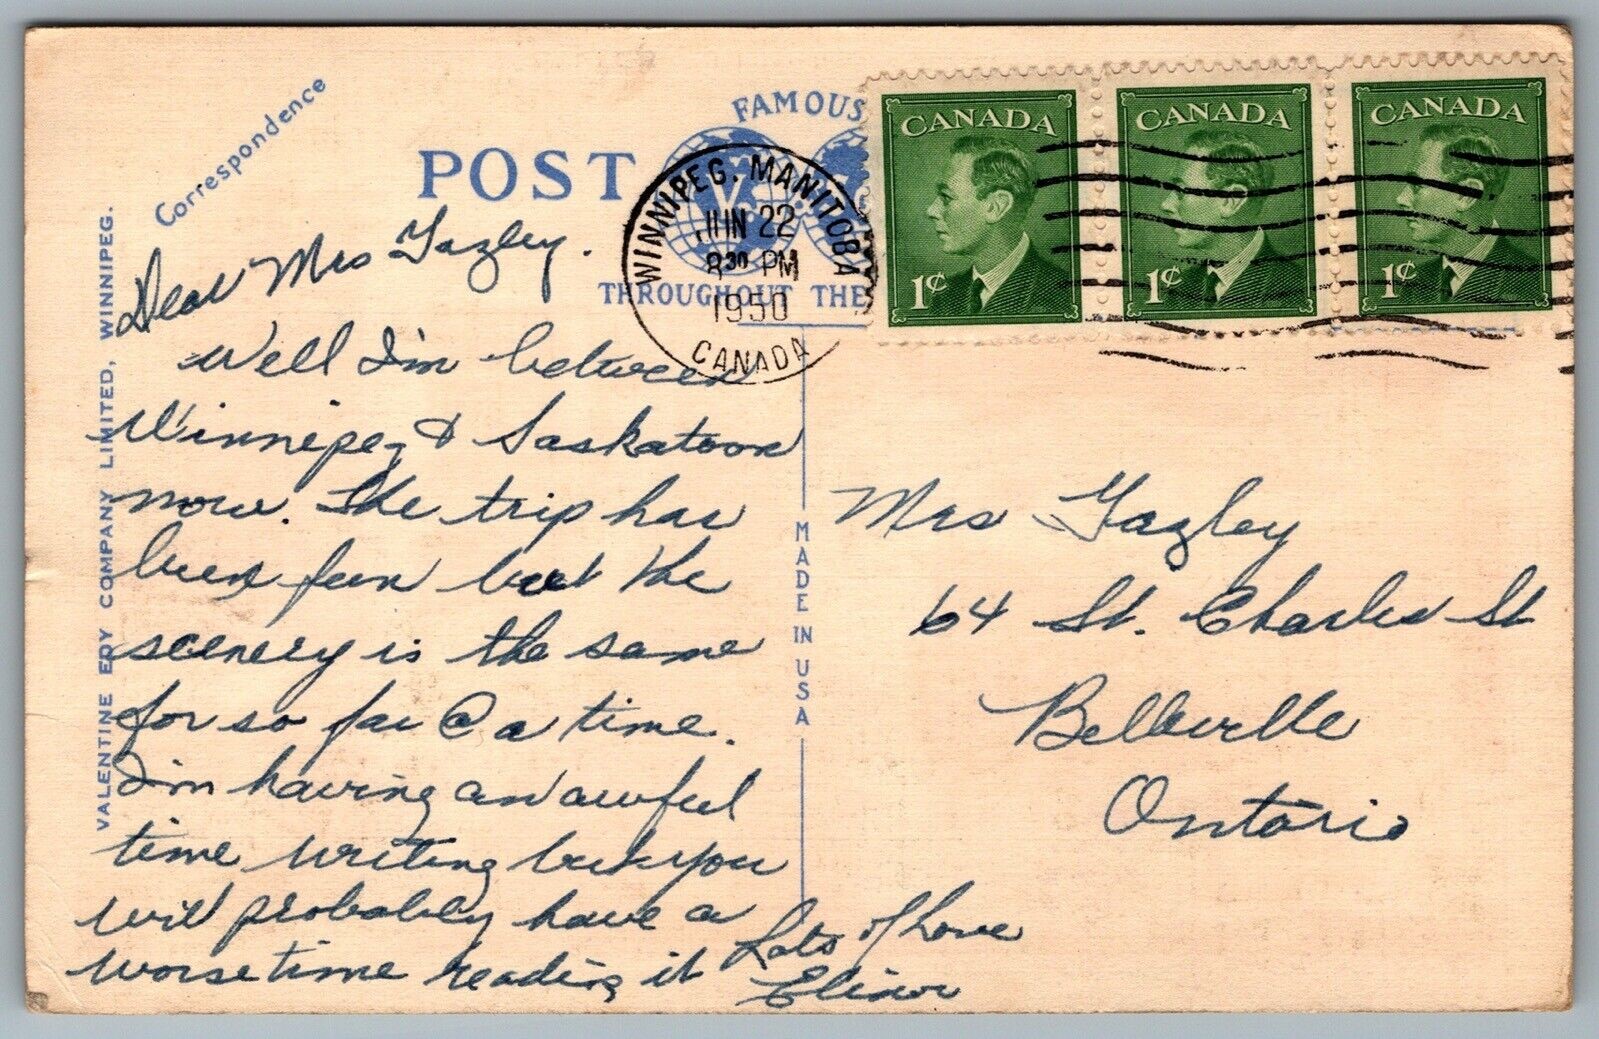 Correspondence
FAMOUS
POST
THROUGHOUT THE
VALENTINE EDY COMPANY LIMITED, WINNIPEG.
MADE IN USA
WINNIPEG. MANITOBA
JUN 22
8 30 PM
1950
CANADA
CANADA
1¢
CANADA
1¢
CANADA
1¢
Dear Mrs Gazley.
Well I'm between
Winnipeg & Saskatoon
now. The trip has
been fun but the
scenery is the same
for so far @ a time.
I'm having an awful
time writing but you
will probably have a
worse time reading it
Lots of Love
Elinor
Mrs Gazley
64 St. Charles St
Belleville
Ontario